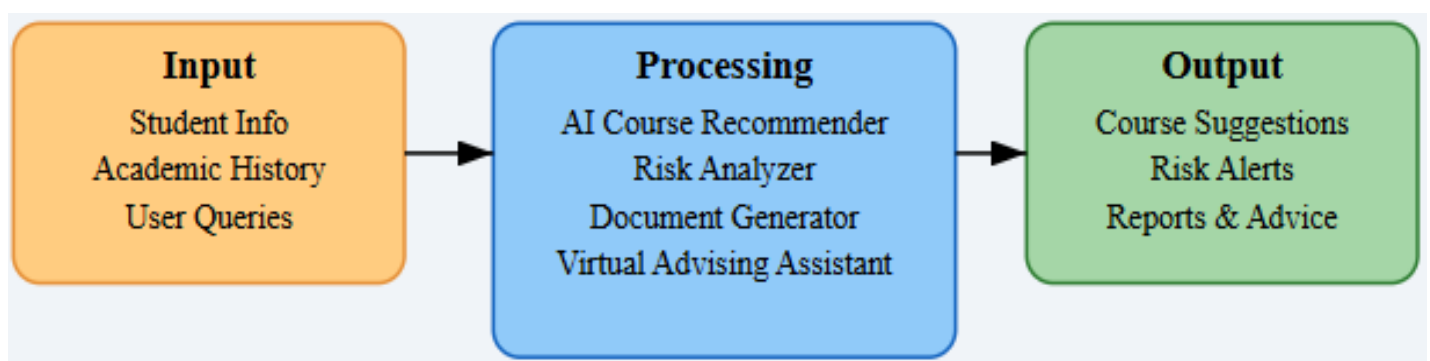 Input
Student Info
Academic History
User Queries
Processing
AI Course Recommender
Risk Analyzer
Document Generator
Virtual Advising Assistant
Output
Course Suggestions
Risk Alerts
Reports & Advice